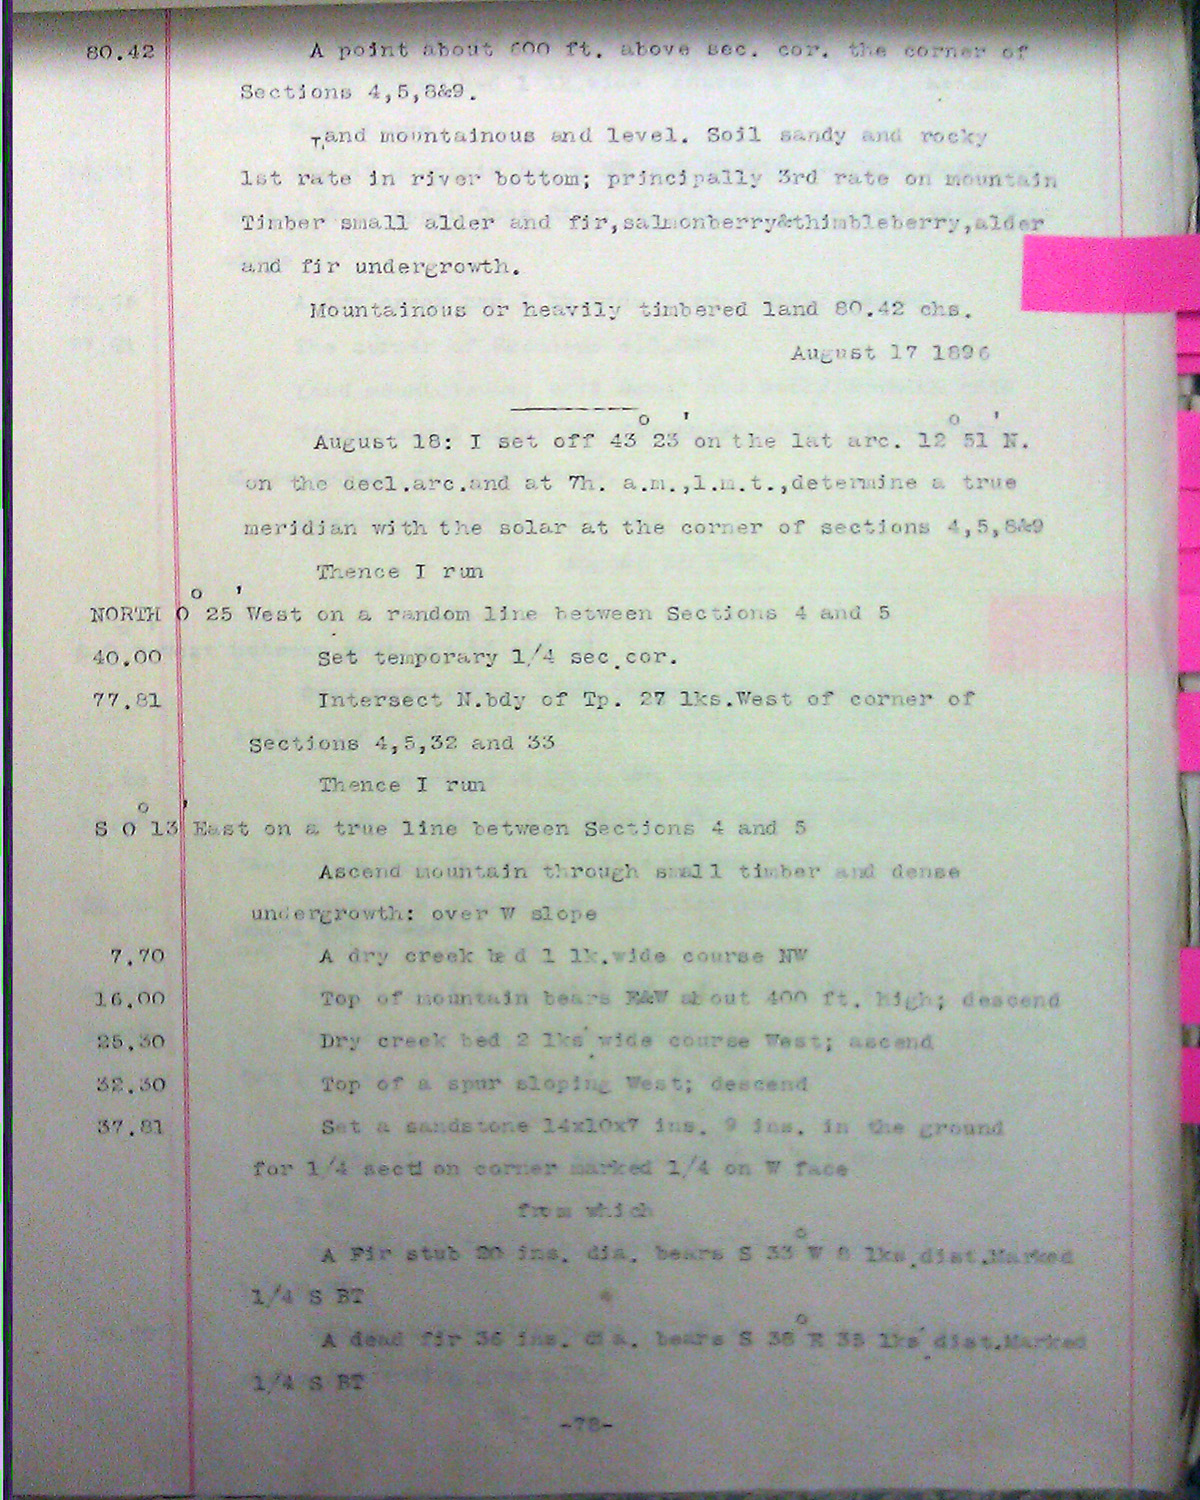 80.42 A point about 600 ft. above sec. cor. the corner of
Sections 4,5,8&9.
Land mountainous and level. Soil sandy and rocky
1st rate in river bottom; principally 3rd rate on mountain
Timber small alder and fir,salmonberry&thimbleberry,alder
and fir undergrowth.
Mountainous or heavily timbered land 80.42 chs.
August 17 1896
August 18: I set off 43° 23' on the lat arc. 12° 51' N.
on the decl.arc.and at 7h. a.m.,l.m.t.,determine a true
meridian with the solar at the corner of sections 4,5,8&9
Thence I run
NORTH 0° 25' West on a random line between Sections 4 and 5
40.00 Set temporary 1/4 sec.cor.
77.81 Intersect N.bdy of Tp. 27 lks.West of corner of
Sections 4,5,32 and 33
Thence I run
S 0° 13' East on a true line between Sections 4 and 5
Ascend mountain through small timber and dense
undergrowth: over W slope
7.70 A dry creek bed 1 lk.wide course NW
16.00 Top of mountain bears E&W about 400 ft. high; descend
25.30 Dry creek bed 2 lks wide course West; ascend
32.30 Top of a spur sloping West; descend
37.81 Set a sandstone 14x10x7 ins. 9 ins. in the ground
for 1/4 section corner marked 1/4 on W face
from which
A Fir stub 20 ins. dia. bears S 33° W 8 lks.dist.Marked
1/4 S BT
A dead fir 36 ins. dia. bears S 38° E 35 lks dist.Marked
1/4 S BT
-78-